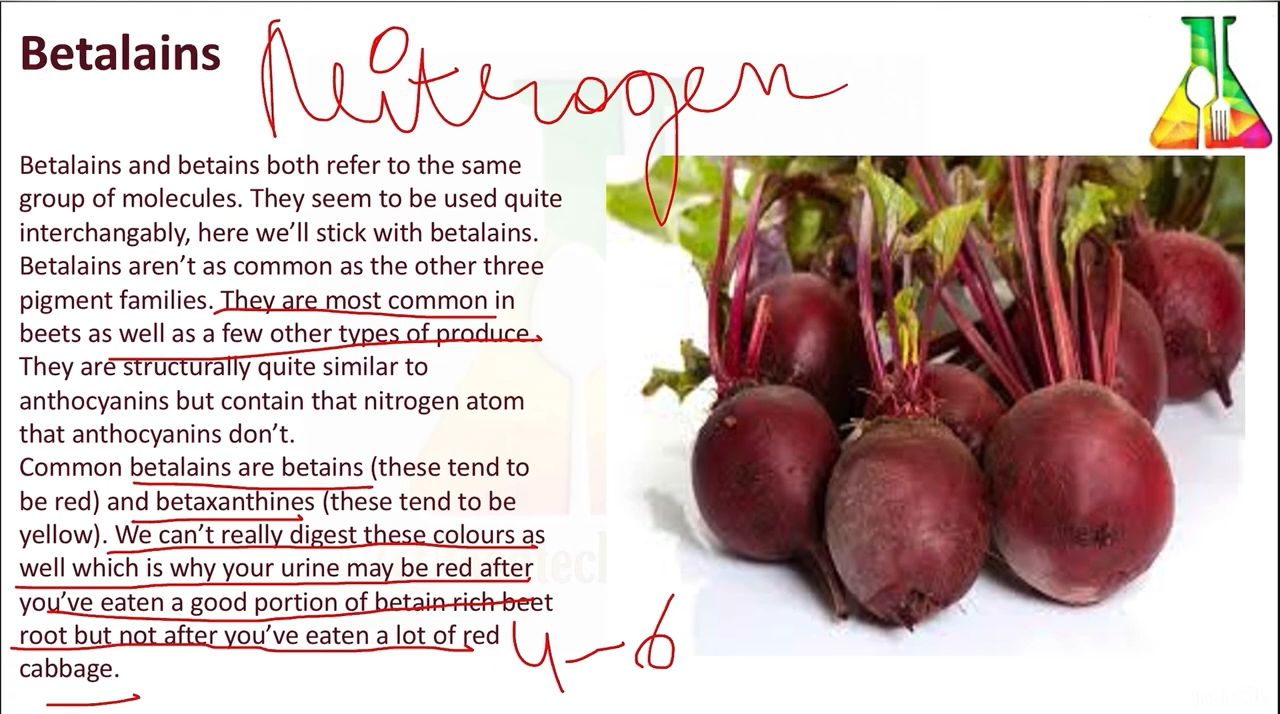 Betalains
Neitrogen
Betalains and betains both refer to the same
group of molecules. They seem to be used quite
interchangably, here we’ll stick with betalains.
Betalains aren’t as common as the other three
pigment families. They are most common in
beets as well as a few other types of produce.
They are structurally quite similar to
anthocyanins but contain that nitrogen atom
that anthocyanins don’t.
Common betalains are betains (these tend to
be red) and betaxanthines (these tend to be
yellow). We can’t really digest these colours as
well which is why your urine may be red after
you’ve eaten a good portion of betain rich beet
root but not after you’ve eaten a lot of red
cabbage.
4-6